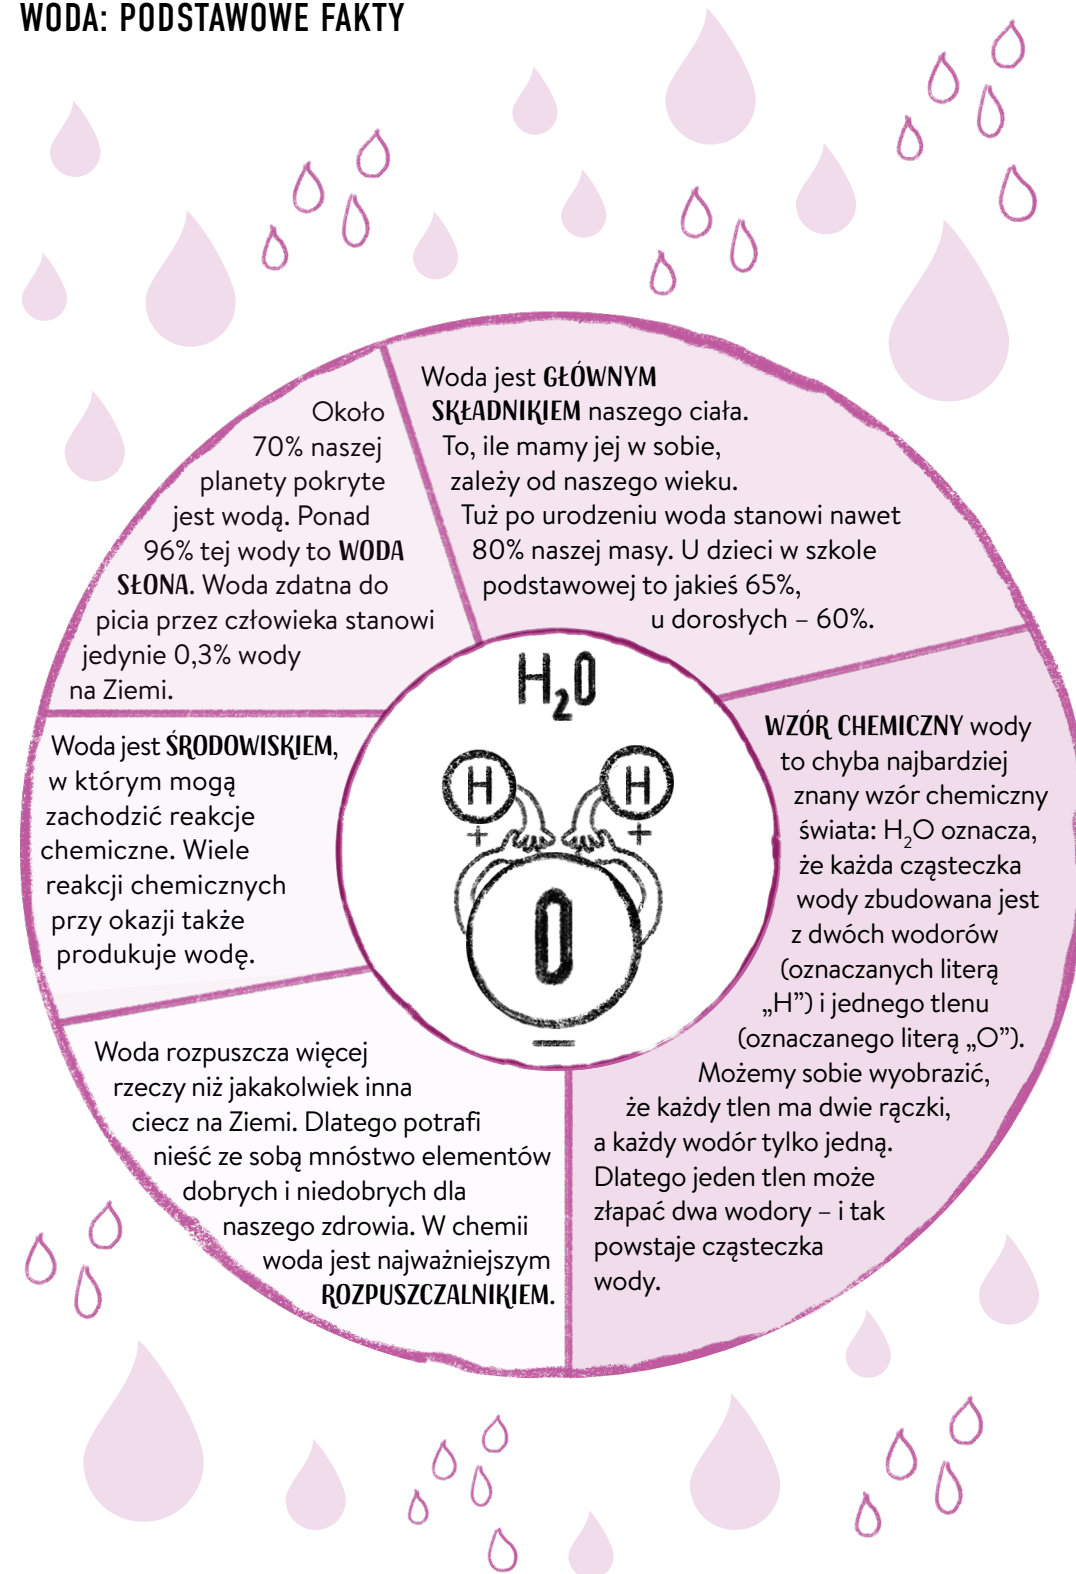 WODA: PODSTAWOWE FAKTY
Woda jest GŁÓWNYM
SKŁADNIKIEM naszego ciała.
To, ile mamy jej w sobie,
zależy od naszego wieku.
Tuż po urodzeniu woda stanowi nawet
80% naszej masy. U dzieci w szkole
podstawowej to jakieś 65%,
u dorosłych – 60%.
Około
70% naszej
planety pokryte
jest wodą. Ponad
96% tej wody to WODA
SŁONA. Woda zdatna do
picia przez człowieka stanowi
jedynie 0,3% wody
na Ziemi.
H₂O
H
H
+
+
O
—
WZÓR CHEMICZNY wody
to chyba najbardziej
znany wzór chemiczny
świata: H₂O oznacza,
że każda cząsteczka
wody zbudowana jest
z dwóch wodorów
(oznaczanych literą
„H”) i jednego tlenu
(oznaczanego literą „O”).
Możemy sobie wyobrazić,
że każdy tlen ma dwie rączki,
a każdy wodór tylko jedną.
Dlatego jeden tlen może
złapać dwa wodory – i tak
powstaje cząsteczka
wody.
Woda jest ŚRODOWISKIEM,
w którym mogą
zachodzić reakcje
chemiczne. Wiele
reakcji chemicznych
przy okazji także
produkuje wodę.
Woda rozpuszcza więcej
rzeczy niż jakakolwiek inna
ciecz na Ziemi. Dlatego potrafi
nieść ze sobą mnóstwo elementów
dobrych i niedobrych dla
naszego zdrowia. W chemii
woda jest najważniejszym
ROZPUSZCZALNIKIEM.